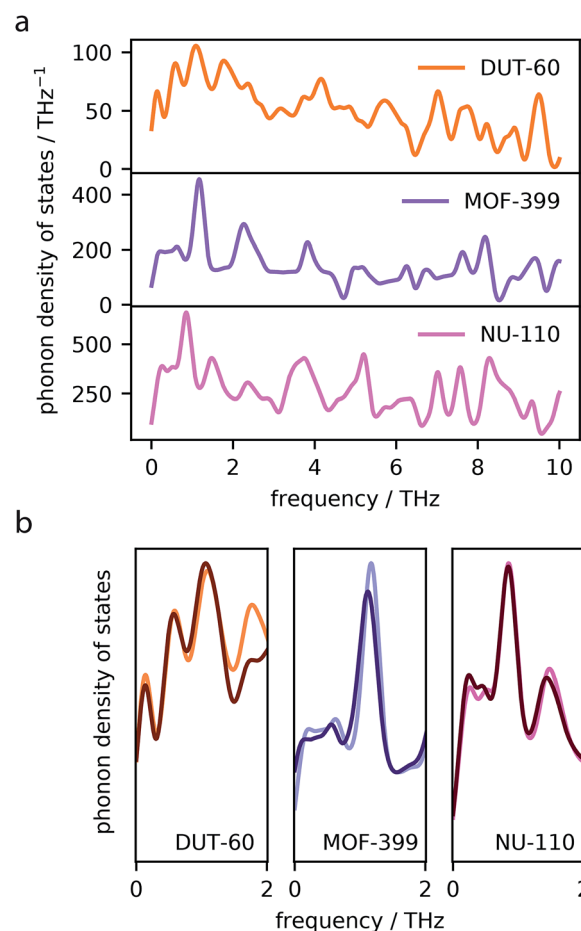 a
phonon density of states / THz⁻¹
100
50
0
DUT-60
400
200
0
MOF-399
500
250
NU-110
0 2 4 6 8 10
frequency / THz
b
phonon density of states
DUT-60 MOF-399 NU-110
0 2 0 2 0 2
frequency / THz